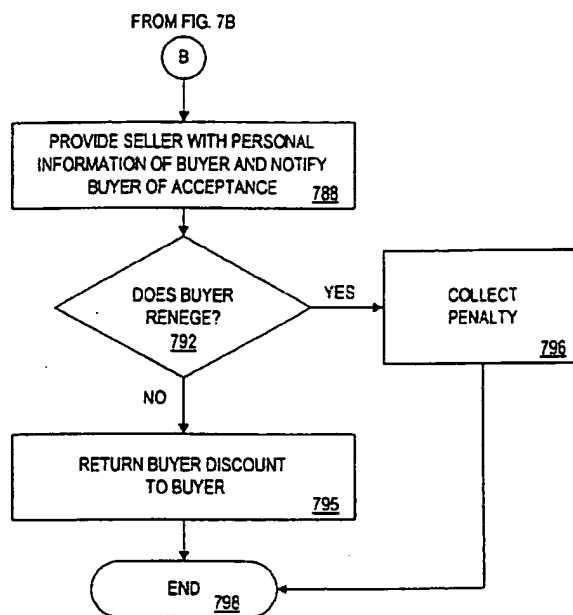 FROM FIG. 7B
B
PROVIDE SELLER WITH PERSONAL
INFORMATION OF BUYER AND NOTIFY
BUYER OF ACCEPTANCE
788
DOES BUYER
RENEGE?
792
YES
COLLECT
PENALTY
796
NO
RETURN BUYER DISCOUNT
TO BUYER
795
END
798